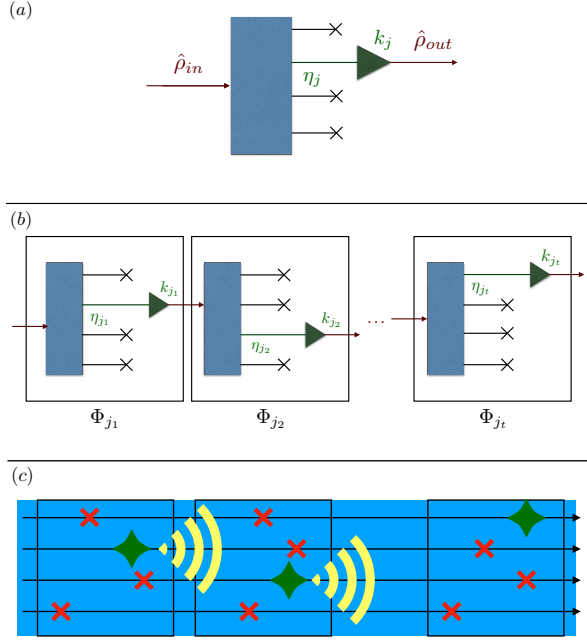 (a)
k_j
ρ̂_in η_j ρ̂_out
(b)
k_{j_1} η_{j_1} k_{j_2} η_{j_2} ... k_{j_t} η_{j_t}
Φ_{j_1} Φ_{j_2} Φ_{j_t}
(c)